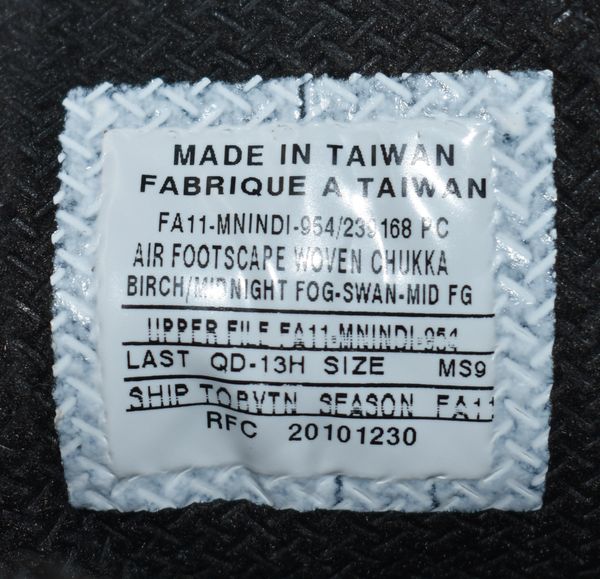 MADE IN TAIWAN
FABRIQUE A TAIWAN
FA11-MNINDI-954/239168 PC
AIR FOOTSCAPE WOVEN CHUKKA
BIRCH/MIDNIGHT FOG-SWAN-MID FG
UPPER FILE FA11-MNINDI-954
LAST QD-13H SIZE MS9
SHIP TO.BVTN SEASON FA11
RFC 20101230